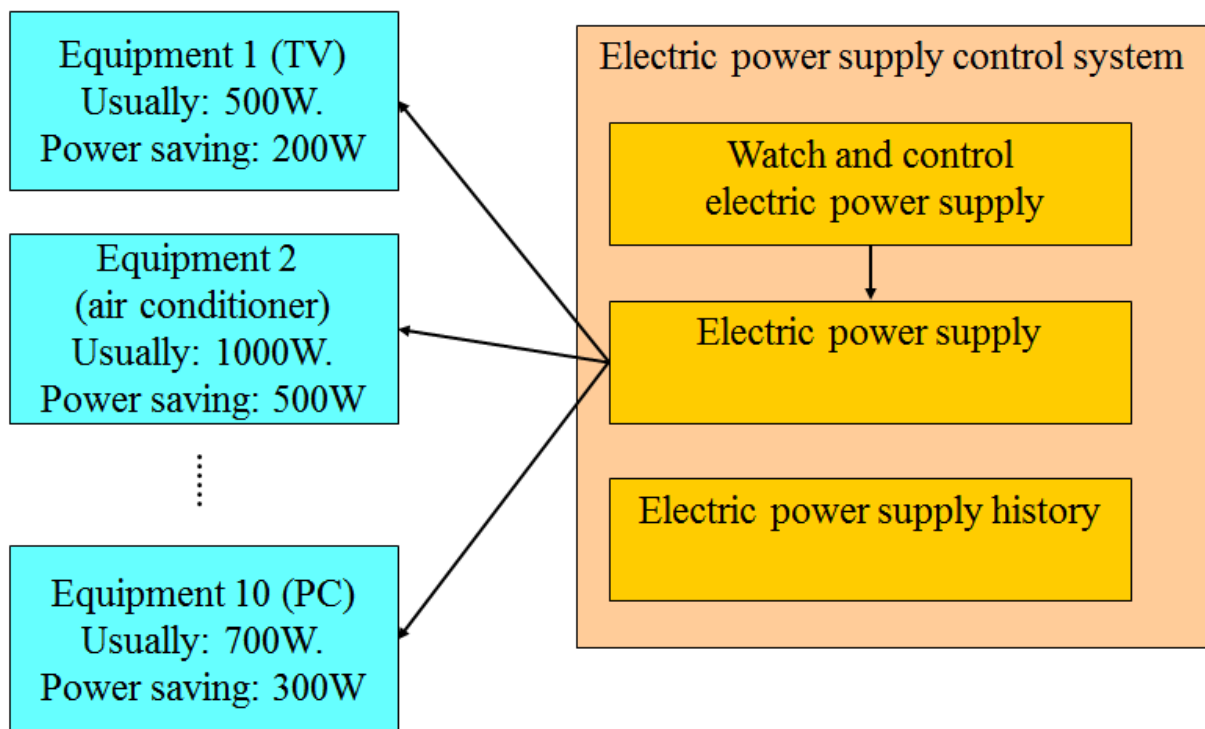 Equipment 1 (TV)
Usually: 500W.
Power saving: 200W
Equipment 2
(air conditioner)
Usually: 1000W.
Power saving: 500W
Equipment 10 (PC)
Usually: 700W.
Power saving: 300W
Electric power supply control system
Watch and control
electric power supply
Electric power supply
Electric power supply history